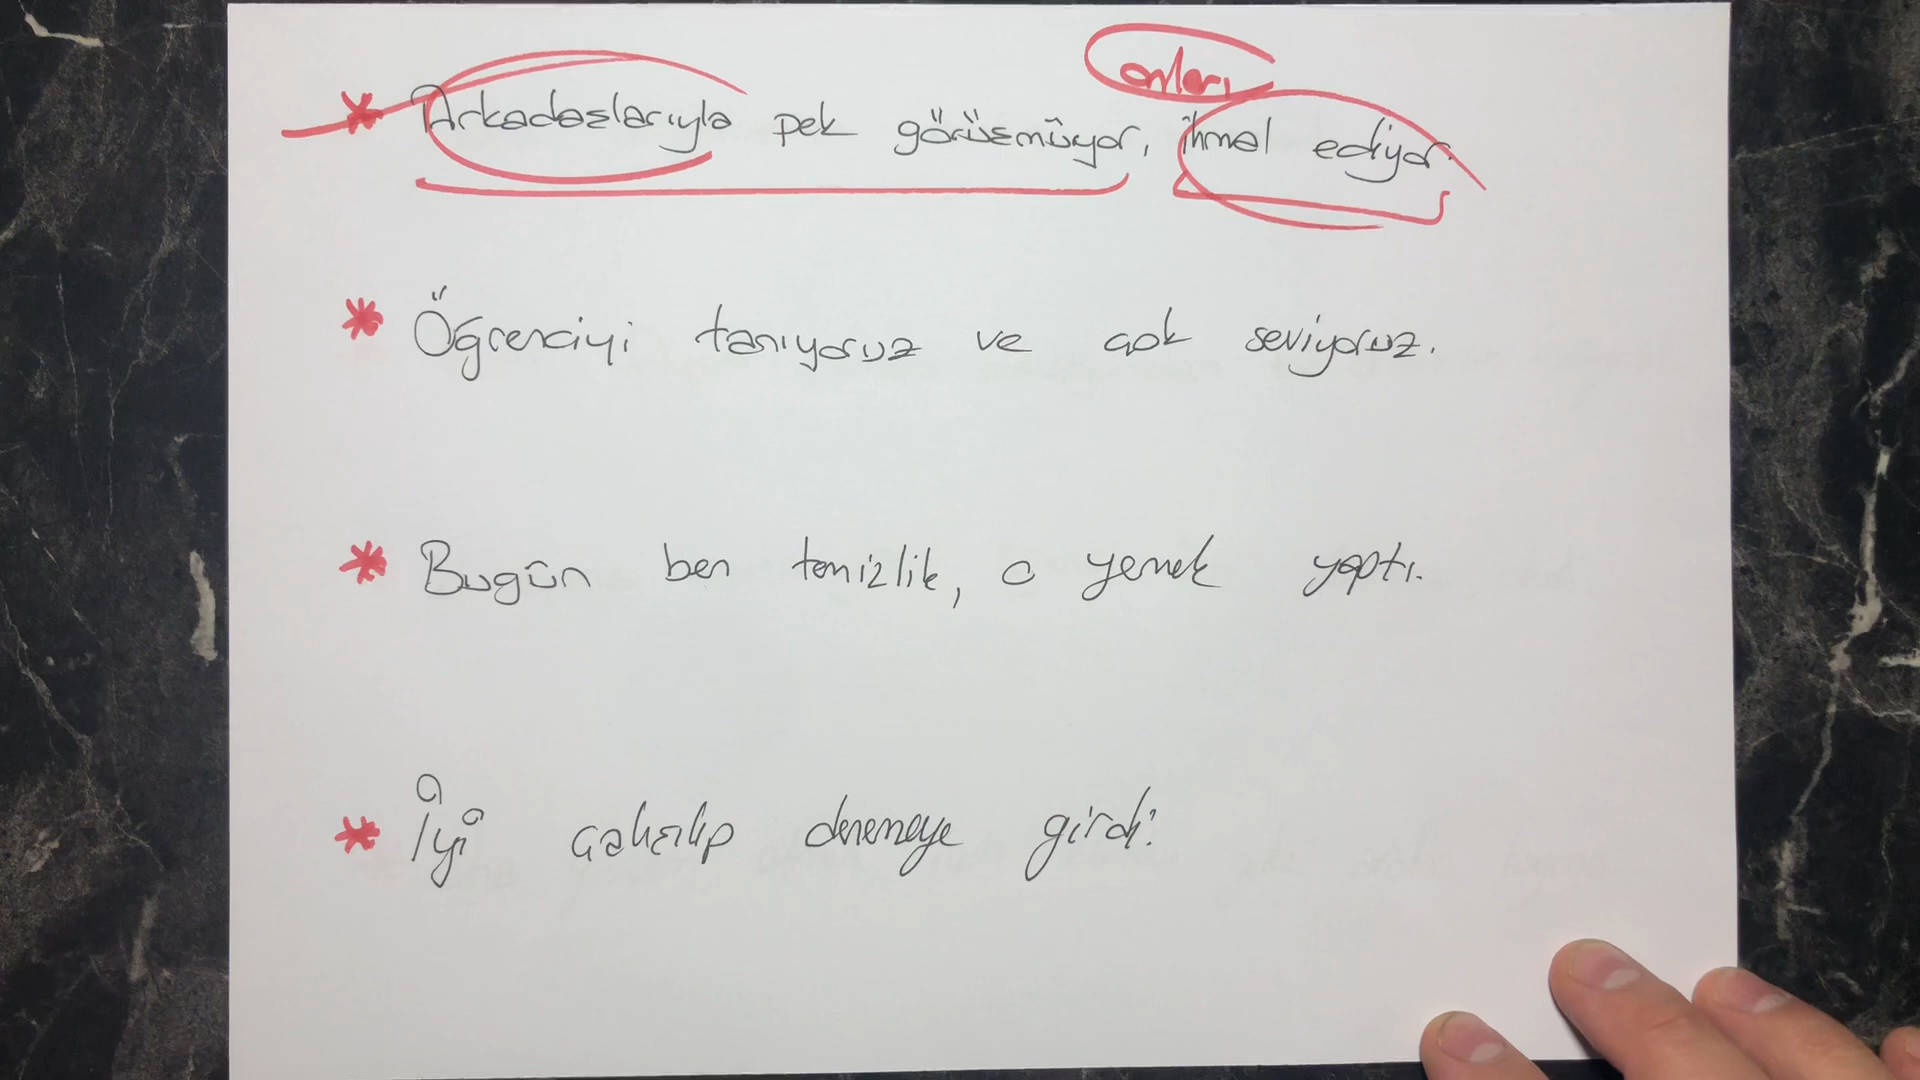 onları
* Arkadaşlarıyla pek görüşmüyor, ihmal ediyor.
* Öğrenciyi tanıyoruz ve çok seviyoruz.
* Bugün ben temizlik, o yemek yaptı.
* İyi çalışılıp denemeye girdi.